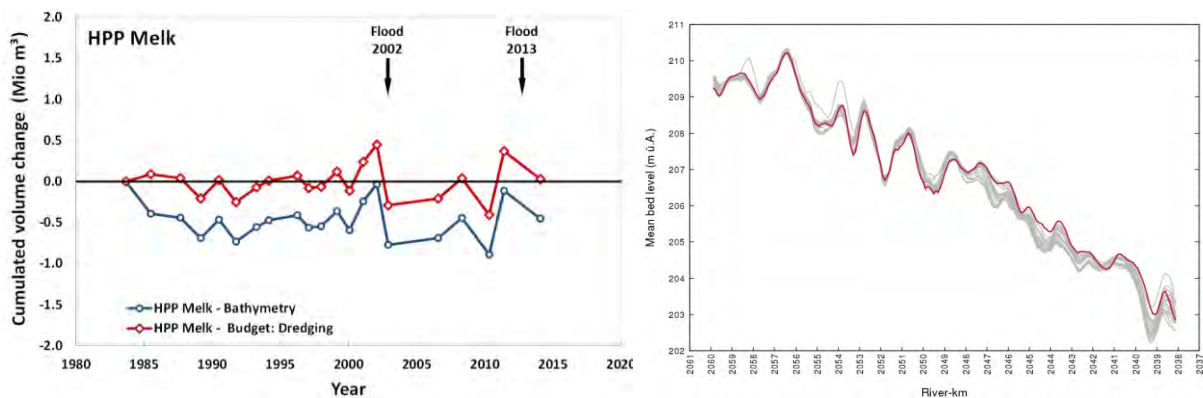 HPP Melk
Flood
2002
Flood
2013
Cumulated volume change (Mio m³)
2.0
1.5
1.0
0.5
0.0
-0.5
-1.0
-1.5
-2.0
HPP Melk - Bathymetry
HPP Melk - Budget: Dredging
1980 1985 1990 1995 2000 2005 2010 2015 2020
Year
Mean bed level (m ü.A.)
211
210
209
208
207
206
205
204
203
202
2061 2060 2059 2058 2057 2056 2055 2054 2053 2052 2051 2050 2049 2048 2047 2046 2045 2044 2043 2042 2041 2040 2039 2038 2037
River-km